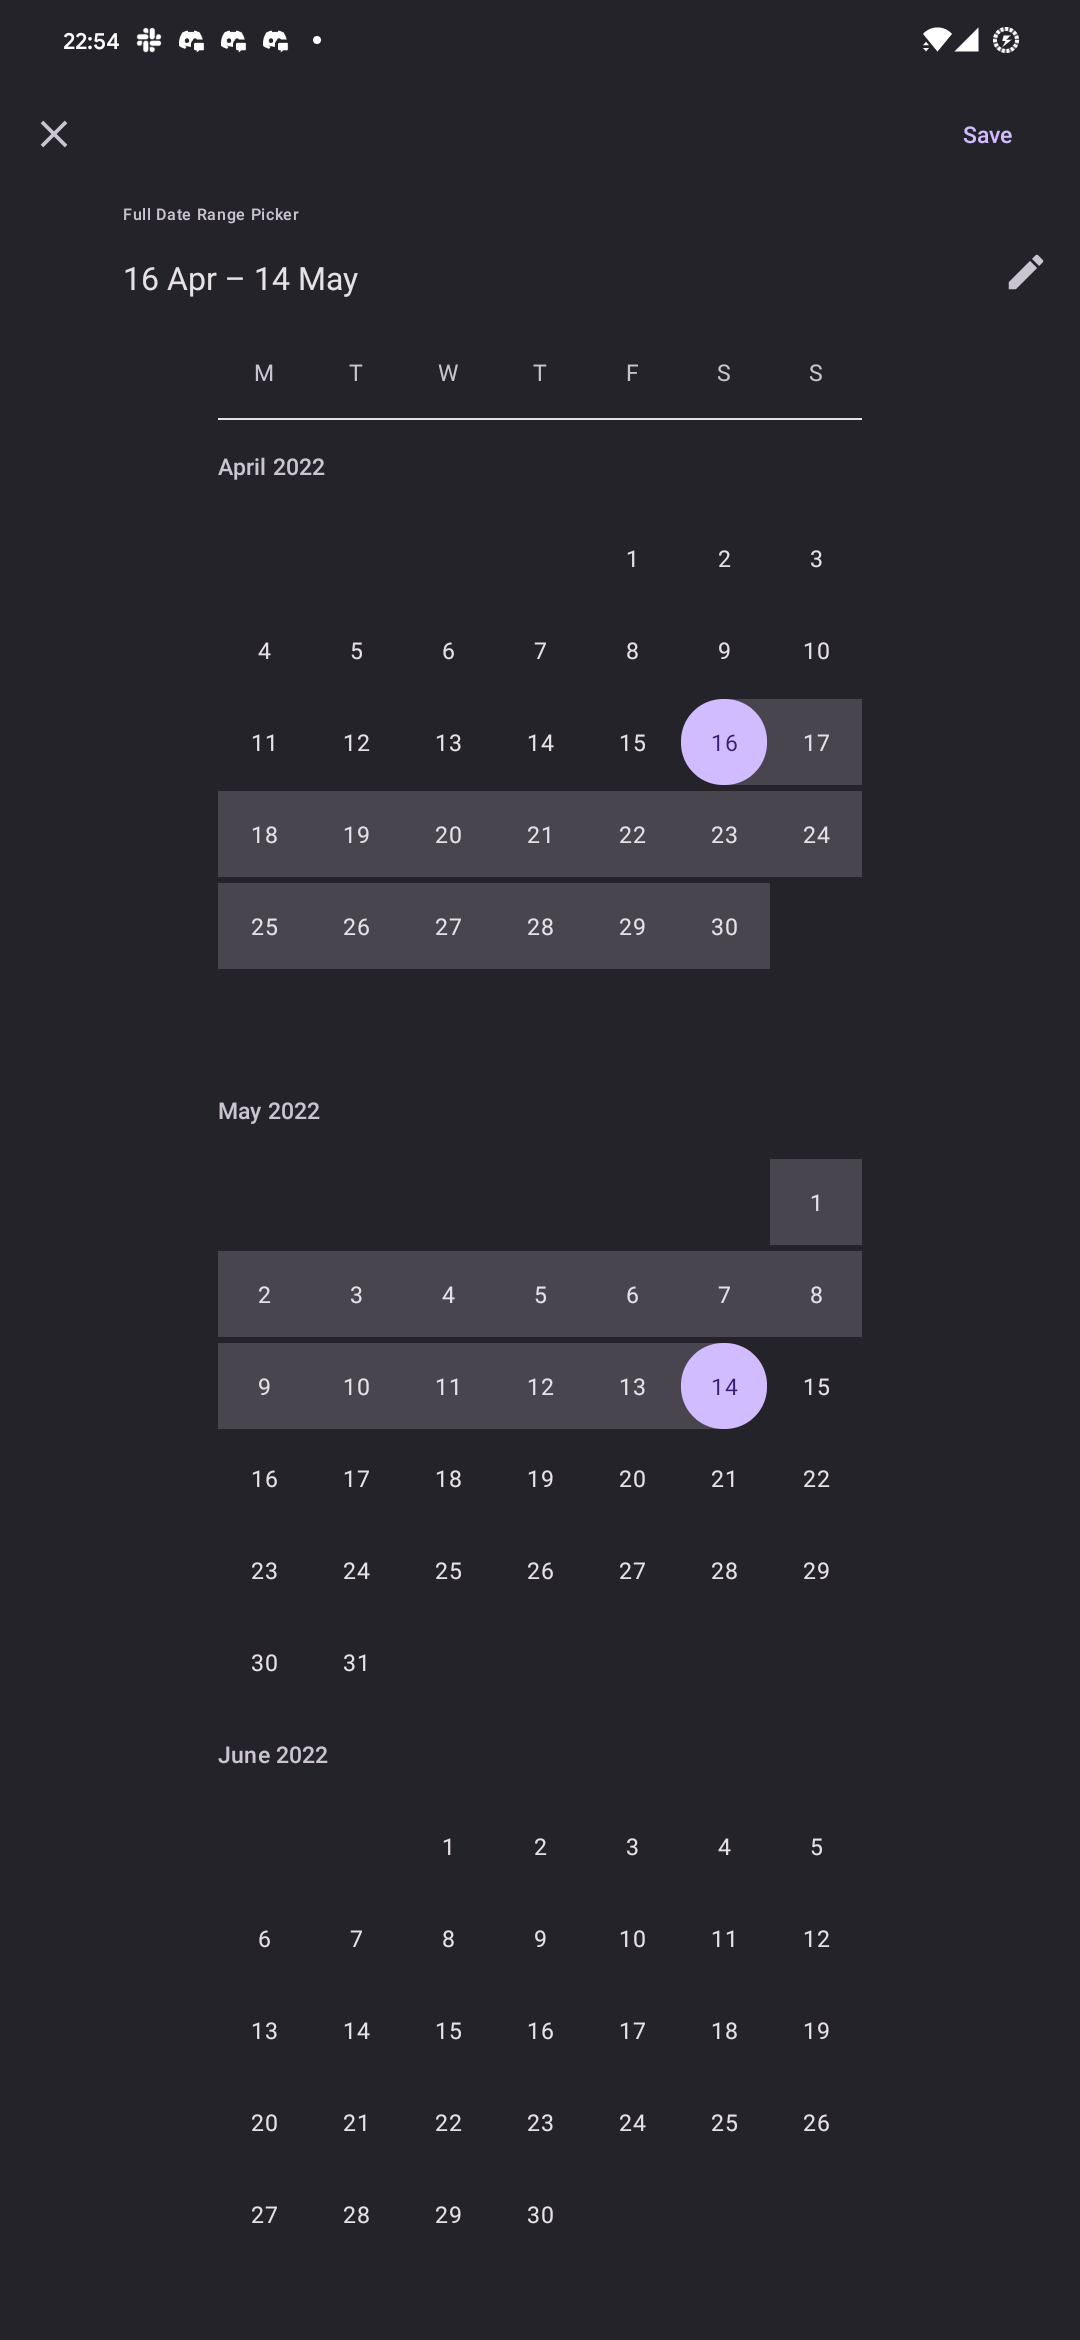 22:54
Save
Full Date Range Picker
16 Apr – 14 May
M T W T F S S
April 2022
1 2 3
4 5 6 7 8 9 10
11 12 13 14 15 16 17
18 19 20 21 22 23 24
25 26 27 28 29 30
May 2022
1
2 3 4 5 6 7 8
9 10 11 12 13 14 15
16 17 18 19 20 21 22
23 24 25 26 27 28 29
30 31
June 2022
1 2 3 4 5
6 7 8 9 10 11 12
13 14 15 16 17 18 19
20 21 22 23 24 25 26
27 28 29 30